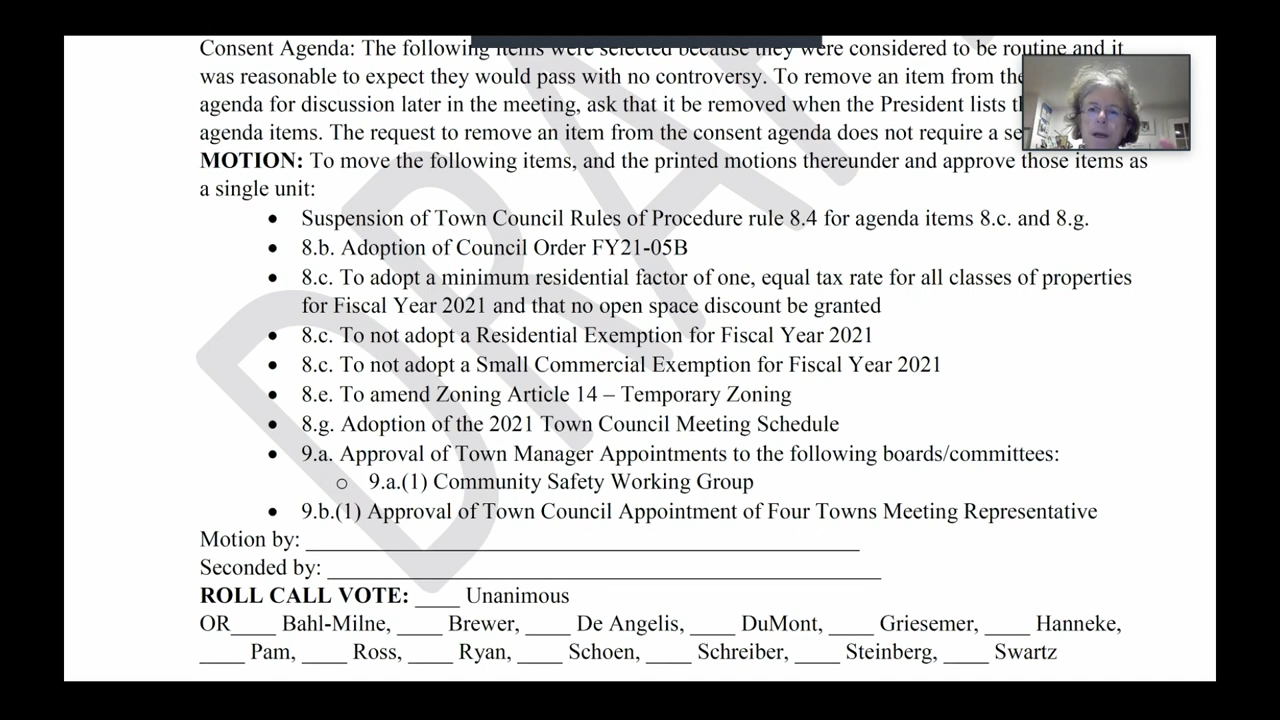 Consent Agenda: The following items were selected because they were considered to be routine and it
was reasonable to expect they would pass with no controversy. To remove an item from the
agenda for discussion later in the meeting, ask that it be removed when the President lists
agenda items. The request to remove an item from the consent agenda does not require a
MOTION: To move the following items, and the printed motions thereunder and approve those items as
a single unit:
• Suspension of Town Council Rules of Procedure rule 8.4 for agenda items 8.c. and 8.g.
• 8.b. Adoption of Council Order FY21-05B
• 8.c. To adopt a minimum residential factor of one, equal tax rate for all classes of properties
for Fiscal Year 2021 and that no open space discount be granted
• 8.c. To not adopt a Residential Exemption for Fiscal Year 2021
• 8.c. To not adopt a Small Commercial Exemption for Fiscal Year 2021
• 8.e. To amend Zoning Article 14 – Temporary Zoning
• 8.g. Adoption of the 2021 Town Council Meeting Schedule
• 9.a. Approval of Town Manager Appointments to the following boards/committees:
o 9.a.(1) Community Safety Working Group
• 9.b.(1) Approval of Town Council Appointment of Four Towns Meeting Representative
Motion by: ____
Seconded by: ____
ROLL CALL VOTE: ____ Unanimous
OR____ Bahl-Milne, ____ Brewer, ____ De Angelis, ____ DuMont, ____ Griesemer, ____ Hanneke,
____ Pam, ____ Ross, ____ Ryan, ____ Schoen, ____ Schreiber, ____ Steinberg, ____ Swartz